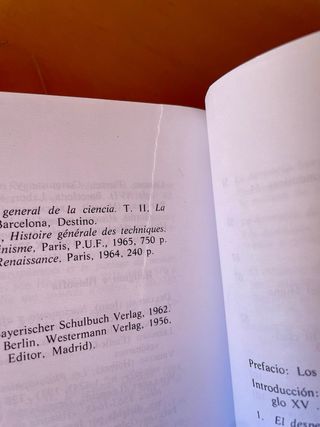 general de la ciencia. T. II, La
Barcelona, Destino.
, Histoire générale des techniques.
nisme, Paris, P.U.F., 1965, 750 p.
Renaissance, Paris, 1964, 240 p.
ayerischer Schulbuch Verlag, 1962.
Berlin, Westermann Verlag, 1956.
Editor, Madrid).
Prefacio: Los
Introducción:
glo XV
1. El despe